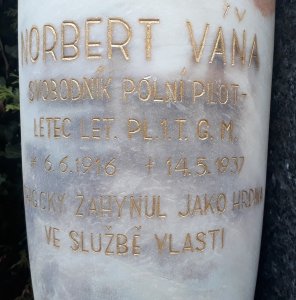 NORBERT VÁŇA
SVOBODNÍK POLNÍ PILOT-
LETEC LET. PL. 1. T. G. M.
* 6.6.1916 + 14.5.1937
ZAHYNUL JAKO HRDINA
VE SLUŽBĚ VLASTI